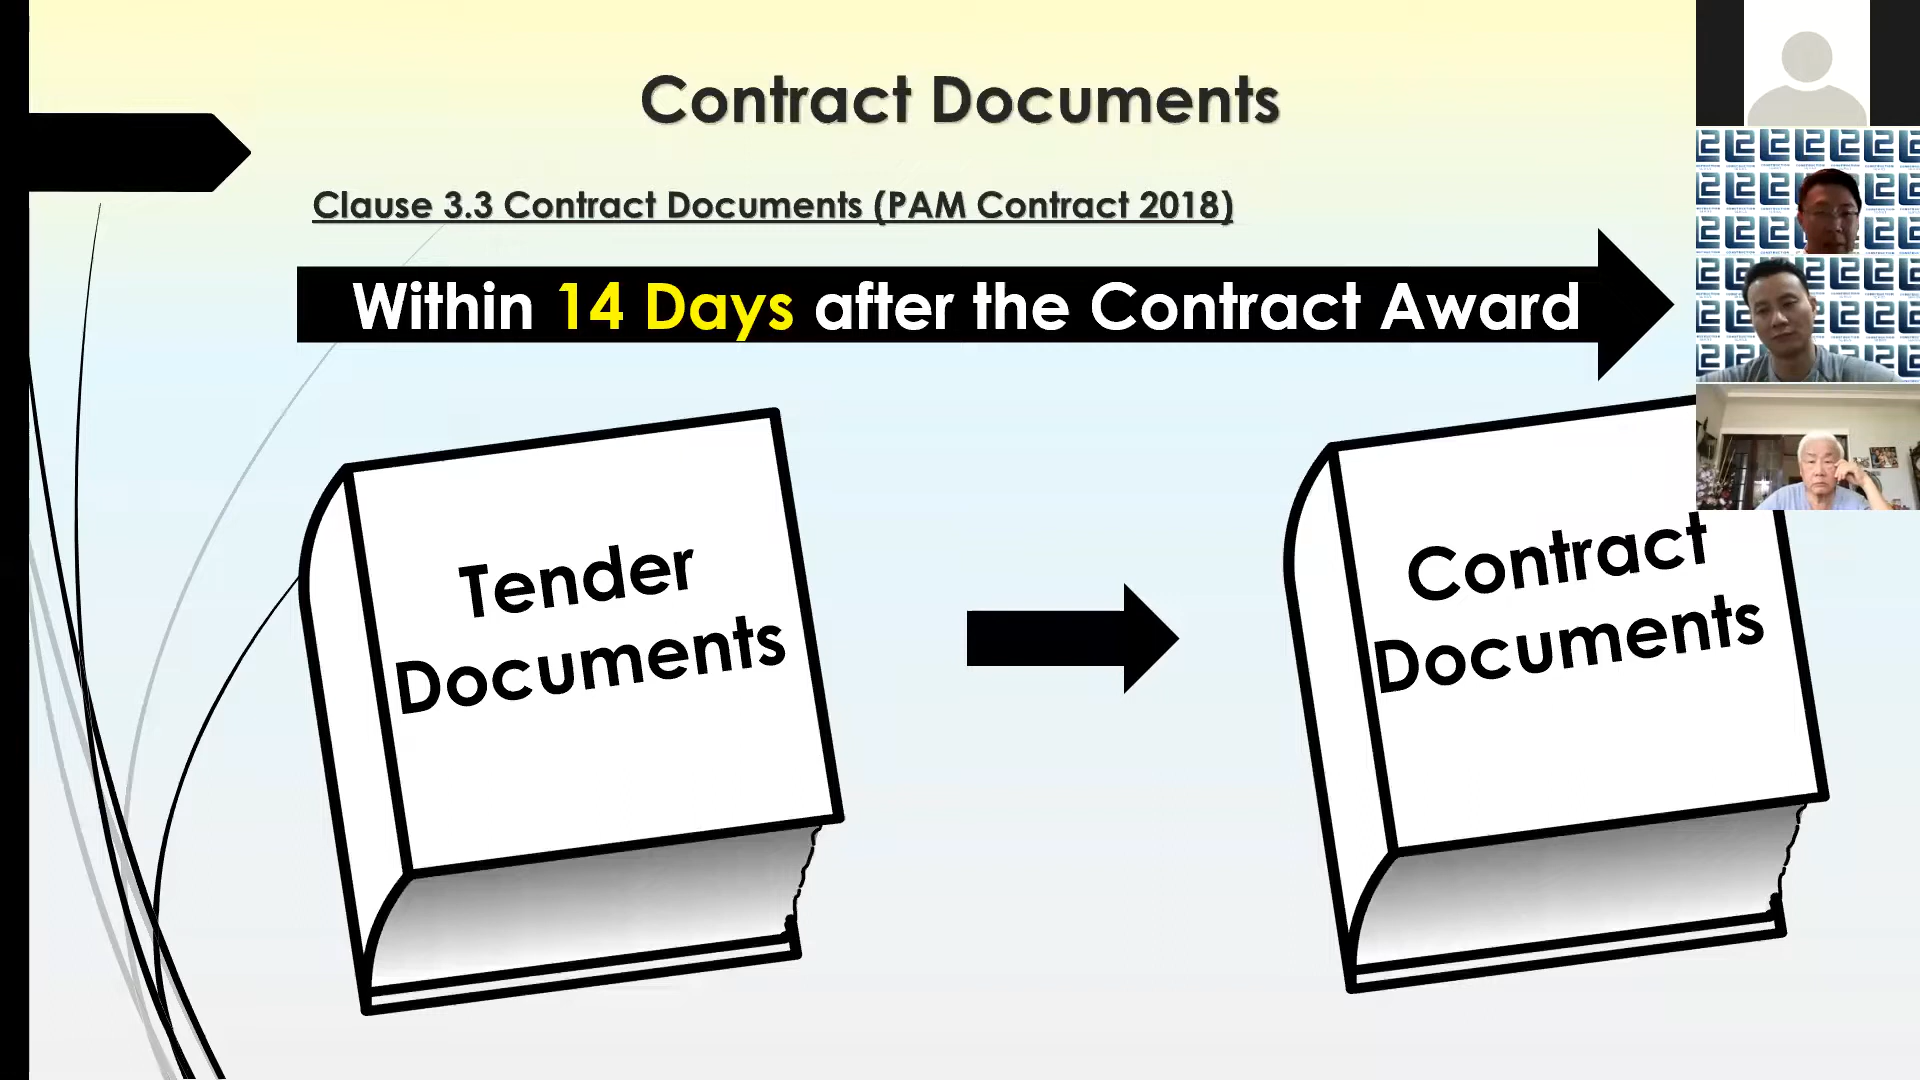 Contract Documents
Clause 3.3 Contract Documents (PAM Contract 2018)
Within 14 Days after the Contract Award
Tender
Documents
Contract
Documents